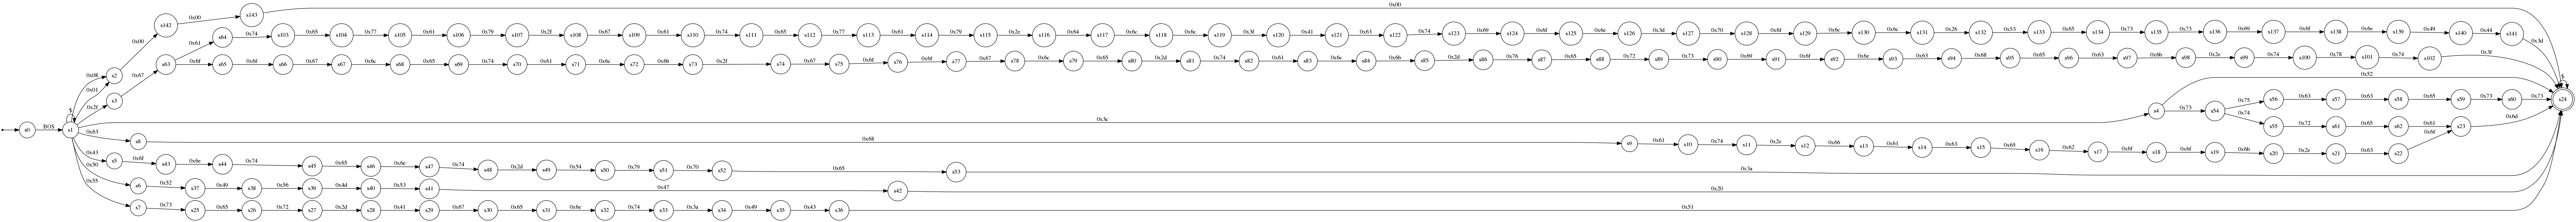 s142 0x00 s143 0x00
0x00
0x61 s64 0x74 s103 0x65 s104 0x77 s105 0x61 s106 0x79 s107 0x2f s108 0x67 s109 0x61 s110 0x74 s111 0x65 s112 0x77 s113 0x61 s114 0x79 s115 0x2e s116 0x64 s117 0x6c s118 0x6c s119 0x3f s120 0x41 s121 0x63 s122 0x74 s123 0x69 s124 0x6f s125 0x6e s126 0x3d s127 0x70 s128 0x6f s129 0x6c s130 0x6c s131 0x26 s132 0x53 s133 0x65 s134 0x73 s135 0x73 s136 0x69 s137 0x6f s138 0x6e s139 0x49 s140 0x44 s141 0x3d
0x67 s63 0x6f s65 0x6f s66 0x67 s67 0x6c s68 0x65 s69 0x74 s70 0x61 s71 0x6c s72 0x6b s73 0x2f s74 0x67 s75 0x6f s76 0x6f s77 0x67 s78 0x6c s79 0x65 s80 0x2d s81 0x74 s82 0x61 s83 0x6c s84 0x6b s85 0x2d s86 0x76 s87 0x65 s88 0x72 s89 0x73 s90 0x69 s91 0x6f s92 0x6e s93 0x63 s94 0x68 s95 0x65 s96 0x63 s97 0x6b s98 0x2e s99 0x74 s100 0x78 s101 0x74 s102 0x3f
0x08 s2
0x01
0x2f s3
0x52
$ s24
s56 0x63 s57 0x63 s58 0x65 s59 0x73 s60 0x73
$
s4 0x73 s54 0x75
0x74
s0 BOS s1 0x3c
s55 0x72 s61 0x65 s62 0x61 s23 0x6d
0x6f
0x63 s8 0x68 s9 0x61 s10 0x74 s11 0x2e s12 0x66 s13 0x61 s14 0x63 s15 0x65 s16 0x62 s17 0x6f s18 0x6f s19 0x6b s20 0x2e s21 0x63 s22
0x43 s5 0x6f s43 0x6e s44 0x74 s45 0x65 s46 0x6e s47 0x74 s48 0x2d s49 0x54 s50 0x79 s51 0x70 s52 0x65 s53 0x3a
0x50 s6 0x52 s37 0x49 s38 0x56 s39 0x4d s40 0x53 s41 0x47 s42 0x20
0x55 s7 0x73 s25 0x65 s26 0x72 s27 0x2d s28 0x41 s29 0x67 s30 0x65 s31 0x6e s32 0x74 s33 0x3a s34 0x49 s35 0x43 s36 0x51